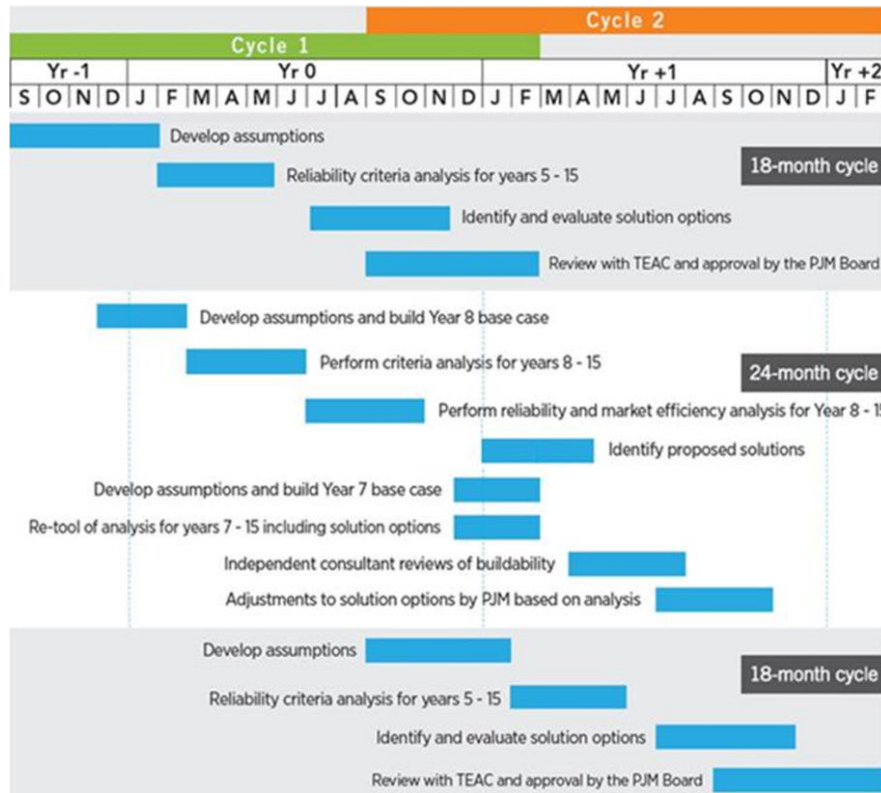 Cycle 2
Cycle 1
Yr -1 Yr 0 Yr +1 Yr +2
S O N D J F M A M J J A S O N D J F M A M J J A S O N D J F
Develop assumptions
18-month cycle
Reliability criteria analysis for years 5 - 15
Identify and evaluate solution options
Review with TEAC and approval by the PJM Board
Develop assumptions and build Year 8 base case
Perform criteria analysis for years 8 - 15
24-month cycle
Perform reliability and market efficiency analysis for Year 8 - 15
Identify proposed solutions
Develop assumptions and build Year 7 base case
Re-tool of analysis for years 7 - 15 including solution options
Independent consultant reviews of buildability
Adjustments to solution options by PJM based on analysis
Develop assumptions
18-month cycle
Reliability criteria analysis for years 5 - 15
Identify and evaluate solution options
Review with TEAC and approval by the PJM Board